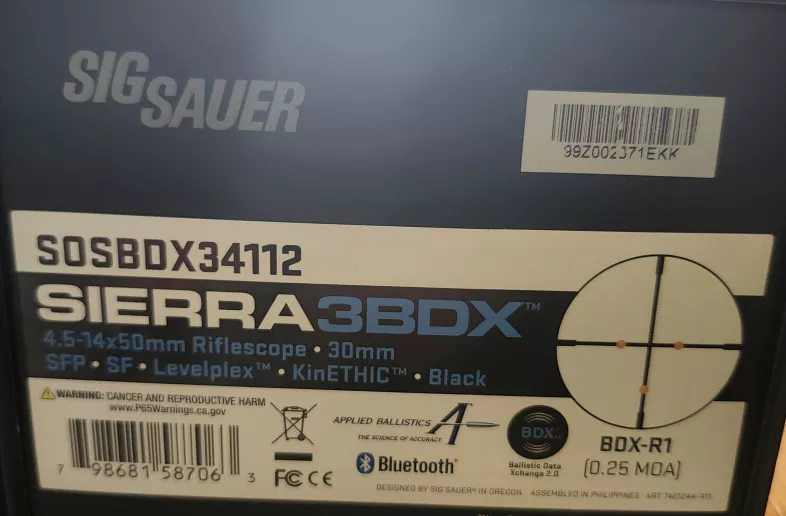 SIG SAUER
99Z002371EKK
SOSBDX34112
SIERRA3BDX™
4.5-14x50mm Riflescope • 30mm
SFP • SF • Levelplex™ • KinETHIC™ • Black
WARNING: CANCER AND REPRODUCTIVE HARM
www.P65Warnings.ca.gov
7 98681 58706 3
FCC CE
APPLIED BALLISTICS
THE SCIENCE OF ACCURACY
Bluetooth®
BDX
Ballistic Data
Xchange 2.0
BDX-R1
(0.25 MOA)
DESIGNED BY SIG SAUER® IN OREGON. ASSEMBLED IN PHILIPPINES.